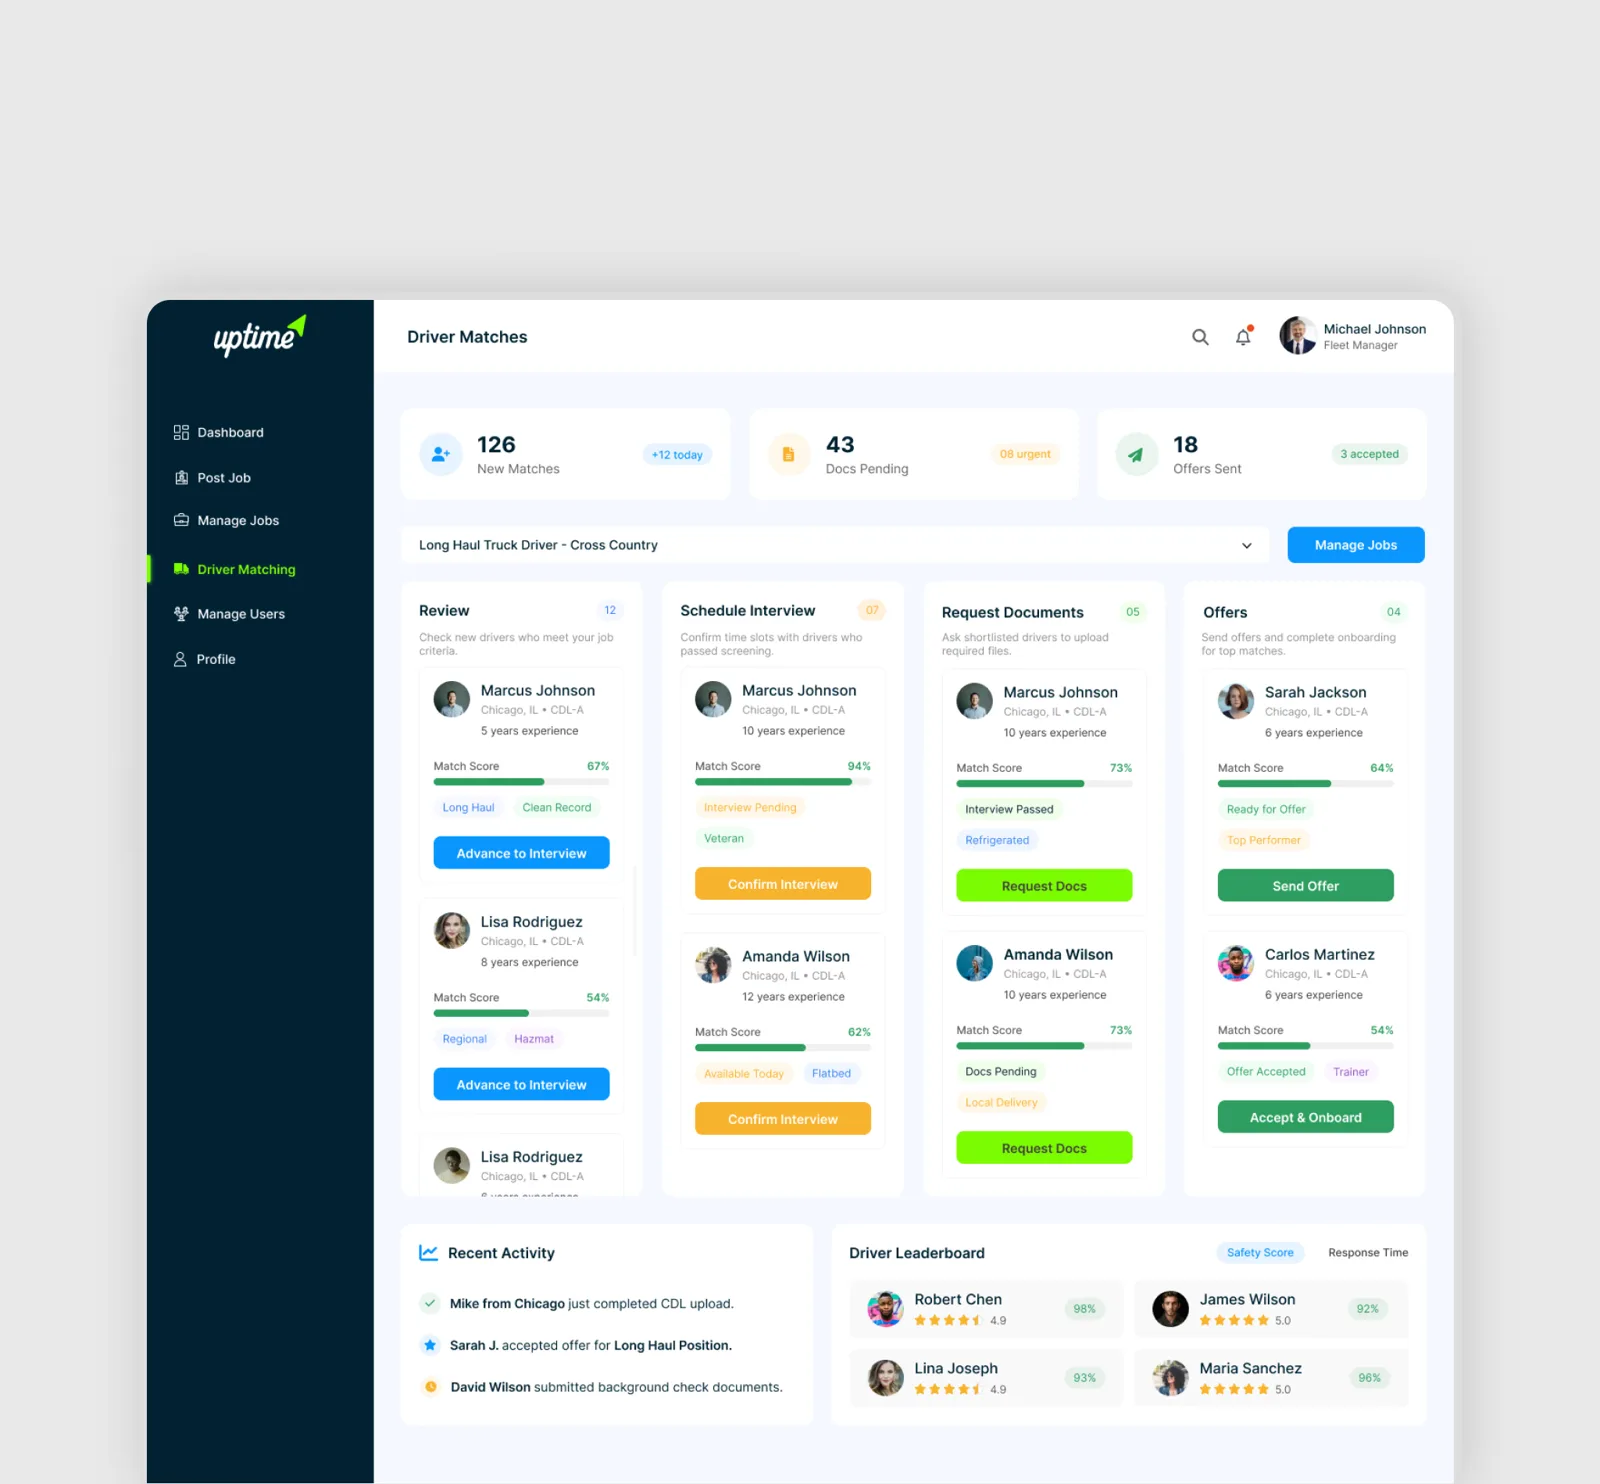 uptime
Driver Matches
Michael Johnson
Fleet Manager
Dashboard
Post Job
Manage Jobs
Driver Matching
Manage Users
Profile
126
New Matches
+12 today
43
Docs Pending
08 urgent
18
Offers Sent
3 accepted
Long Haul Truck Driver - Cross Country
Manage Jobs
Review
12
Check new drivers who meet your job
criteria.
Marcus Johnson
Chicago, IL • CDL-A
5 years experience
Match Score 67%
Long Haul
Clean Record
Advance to Interview
Lisa Rodriguez
Chicago, IL • CDL-A
8 years experience
Match Score 54%
Regional
Hazmat
Advance to Interview
Lisa Rodriguez
Chicago, IL • CDL-A
6 years experience
Schedule Interview
07
Confirm time slots with drivers who
passed screening.
Marcus Johnson
Chicago, IL • CDL-A
10 years experience
Match Score 94%
Interview Pending
Veteran
Confirm Interview
Amanda Wilson
Chicago, IL • CDL-A
12 years experience
Match Score 62%
Available Today
Flatbed
Confirm Interview
Request Documents
05
Ask shortlisted drivers to upload
required files.
Marcus Johnson
Chicago, IL • CDL-A
10 years experience
Match Score 73%
Interview Passed
Refrigerated
Request Docs
Amanda Wilson
Chicago, IL • CDL-A
10 years experience
Match Score 73%
Docs Pending
Local Delivery
Request Docs
Offers
04
Send offers and complete onboarding
for top matches.
Sarah Jackson
Chicago, IL • CDL-A
6 years experience
Match Score 64%
Ready for Offer
Top Performer
Send Offer
Carlos Martinez
Chicago, IL • CDL-A
6 years experience
Match Score 54%
Offer Accepted
Trainer
Accept & Onboard
Recent Activity
Mike from Chicago just completed CDL upload.
Sarah J. accepted offer for Long Haul Position.
David Wilson submitted background check documents.
Driver Leaderboard
Safety Score
Response Time
Robert Chen
4.9
98%
James Wilson
5.0
92%
Lina Joseph
4.9
93%
Maria Sanchez
5.0
96%